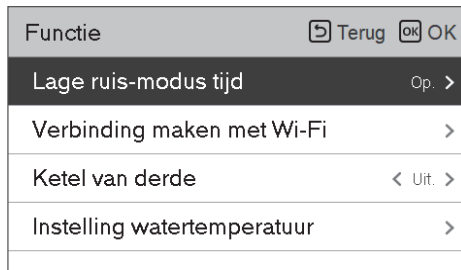 Functie Terug OK OK
Lage ruis-modus tijd Op. >
Verbinding maken met Wi-Fi >
Ketel van derde < Uit. >
Instelling watertemperatuur >